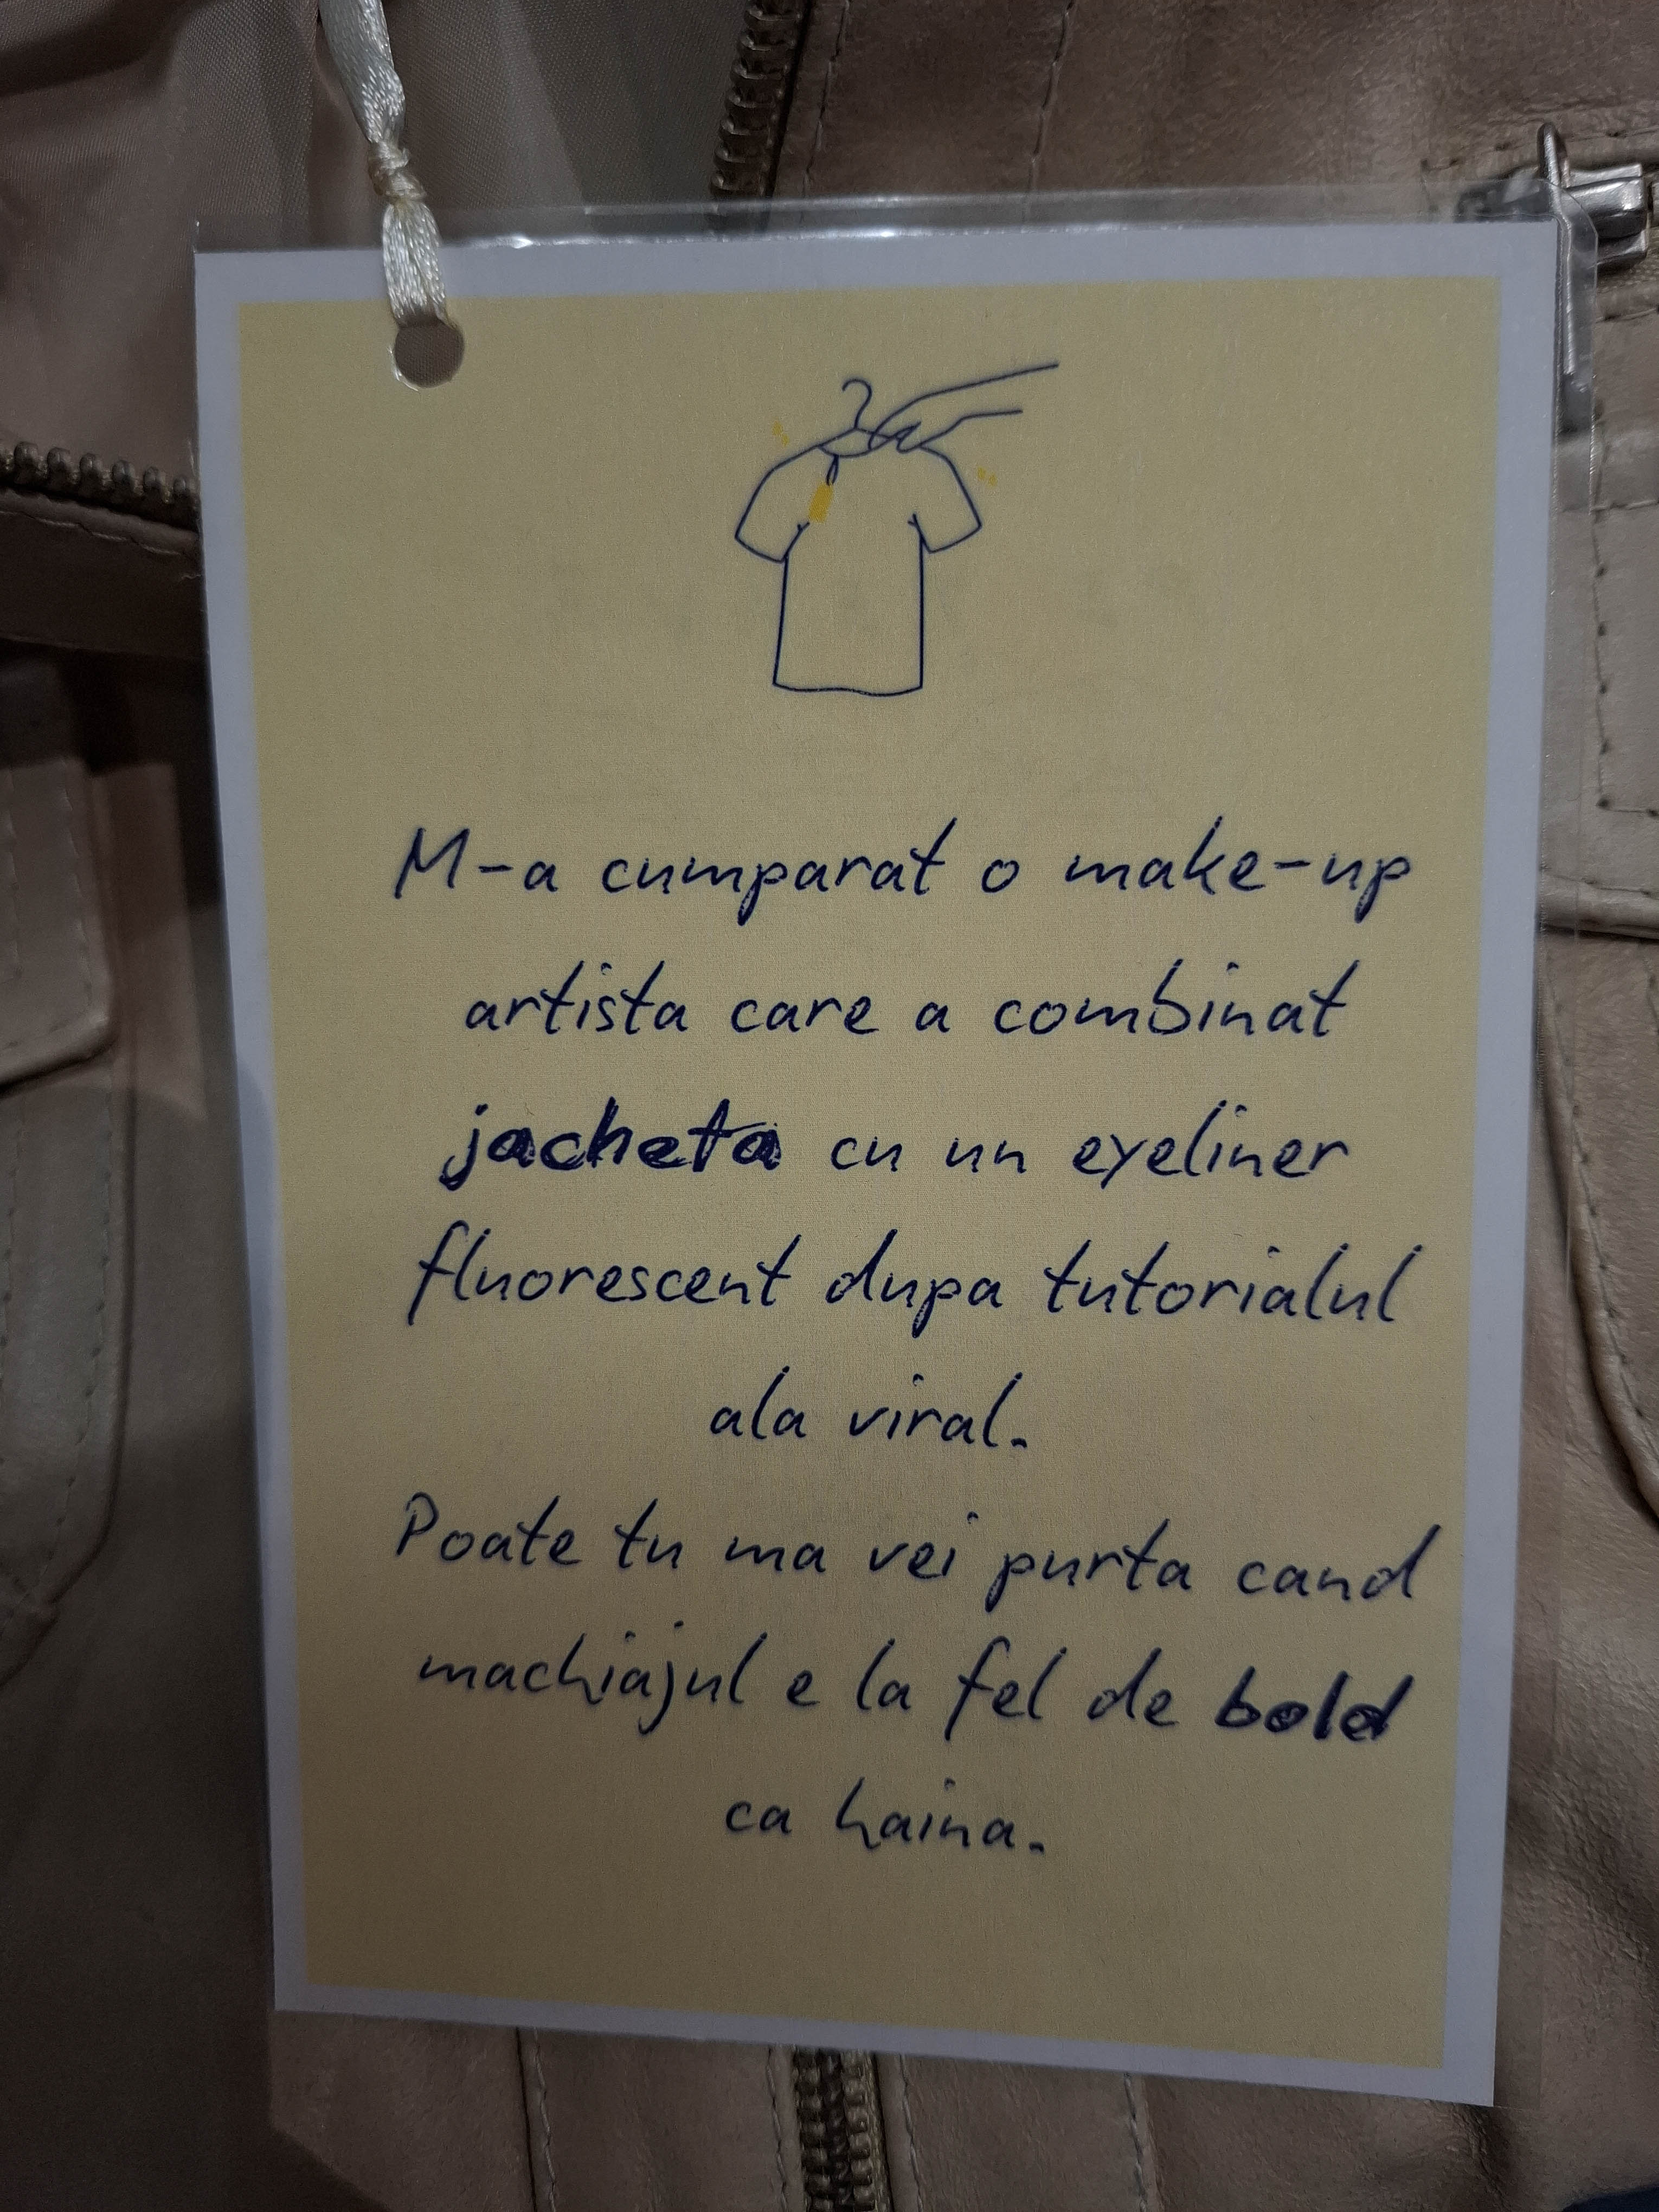 M-a cumparat o make-up
artista care a combinat
jacheta cu un eyeliner
fluorescent dupa tutorialul
ala viral.
Poate tu ma vei purta cand
machiajul e la fel de bold
ca haina.